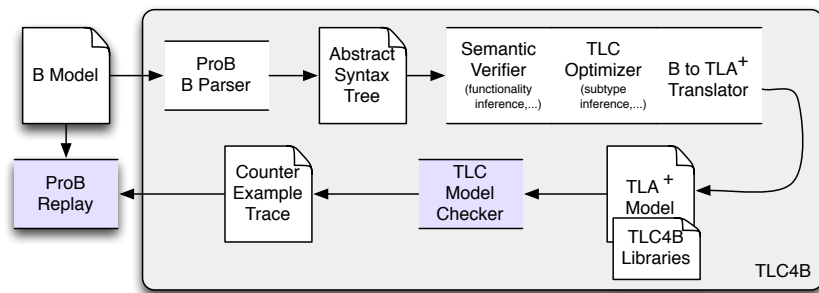 B Model
ProB
B Parser
Abstract
Syntax
Tree
Semantic
Verifier
(functionality
inference,...)
TLC
Optimizer
(subtype
inference,...)
B to TLA+
Translator
ProB
Replay
Counter
Example
Trace
TLC
Model
Checker
TLA+
Model
TLC4B
Libraries
TLC4B